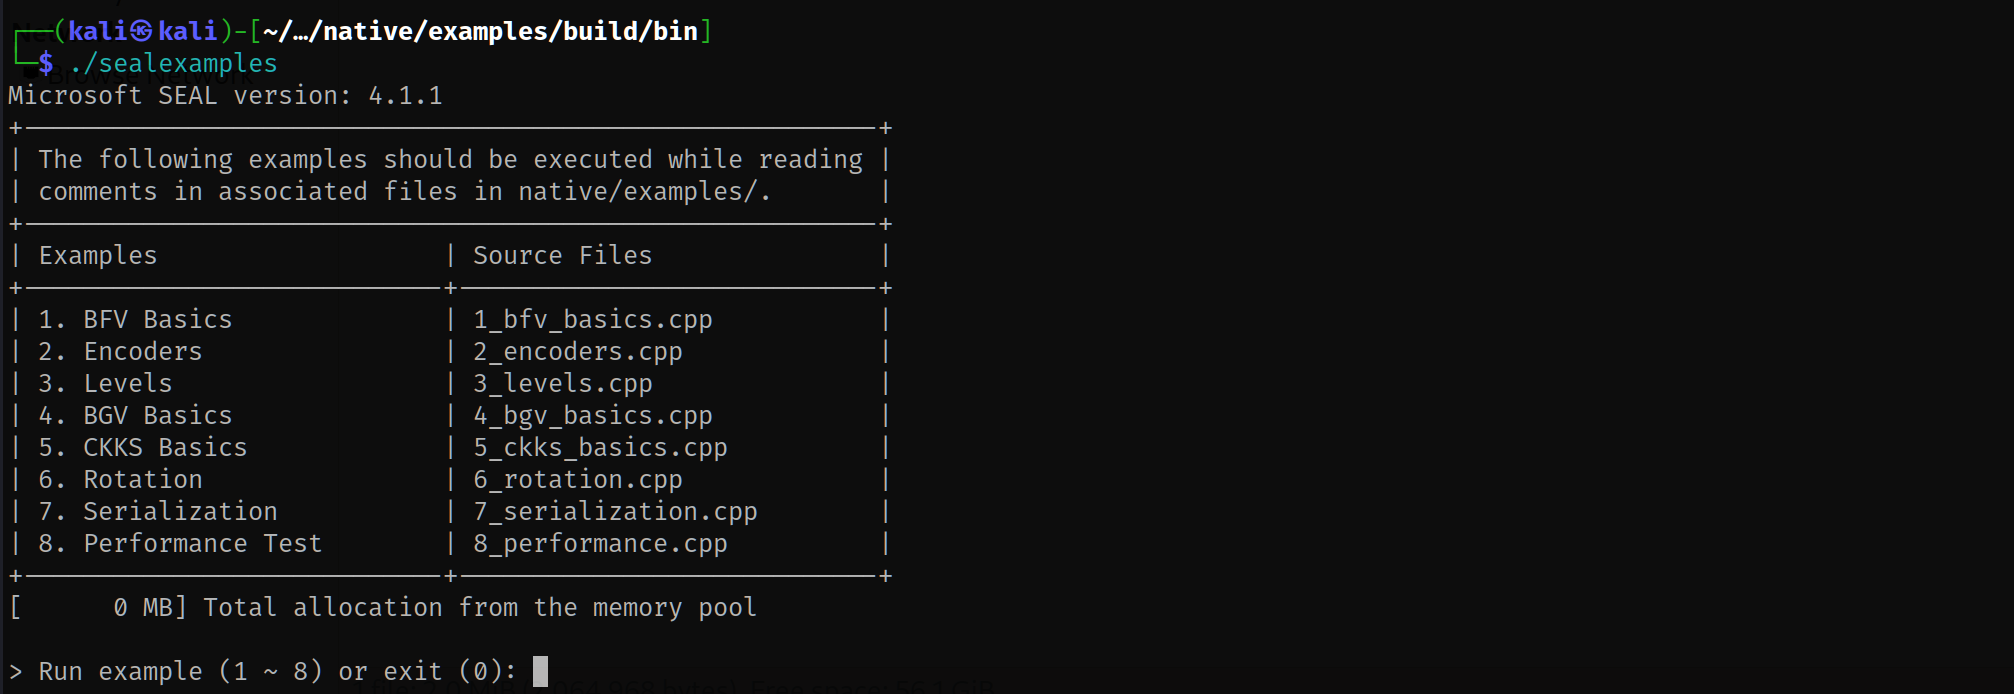 (kali㉿kali)-[~/…/native/examples/build/bin]
$ ./sealexamples
Microsoft SEAL version: 4.1.1
The following examples should be executed while reading
comments in associated files in native/examples/.
Examples | Source Files
1. BFV Basics | 1_bfv_basics.cpp
2. Encoders | 2_encoders.cpp
3. Levels | 3_levels.cpp
4. BGV Basics | 4_bgv_basics.cpp
5. CKKS Basics | 5_ckks_basics.cpp
6. Rotation | 6_rotation.cpp
7. Serialization | 7_serialization.cpp
8. Performance Test | 8_performance.cpp
[      0 MB] Total allocation from the memory pool
> Run example (1 ~ 8) or exit (0):